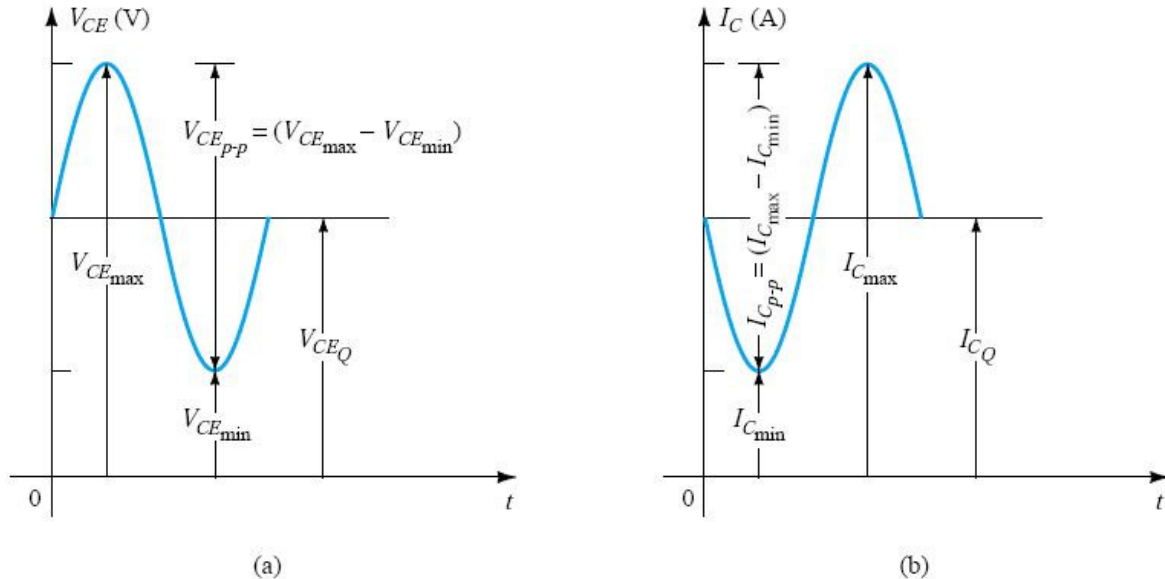 V_CE (V)
V_CE_p-p = (V_CE_max − V_CE_min)
V_CE_max
V_CE_Q
V_CE_min
0
t
(a)
I_C (A)
I_C_p-p = (I_C_max − I_C_min)
I_C_max
I_C_Q
I_C_min
0
t
(b)